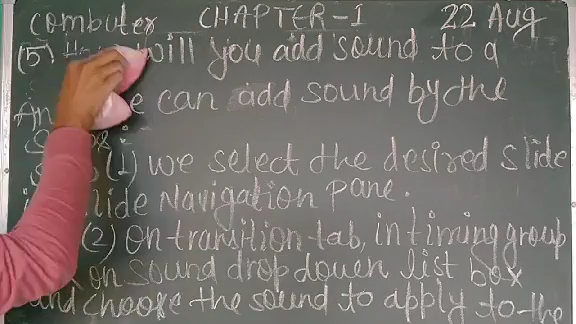 computer CHAPTER-1 22 Aug
(5) will you add sound to a
An e can add sound by the
(1) we select the desired slide
lide Navigation pane.
(2) On transition tab, in timing group
on sound drop down list box
and choose the sound to apply to the